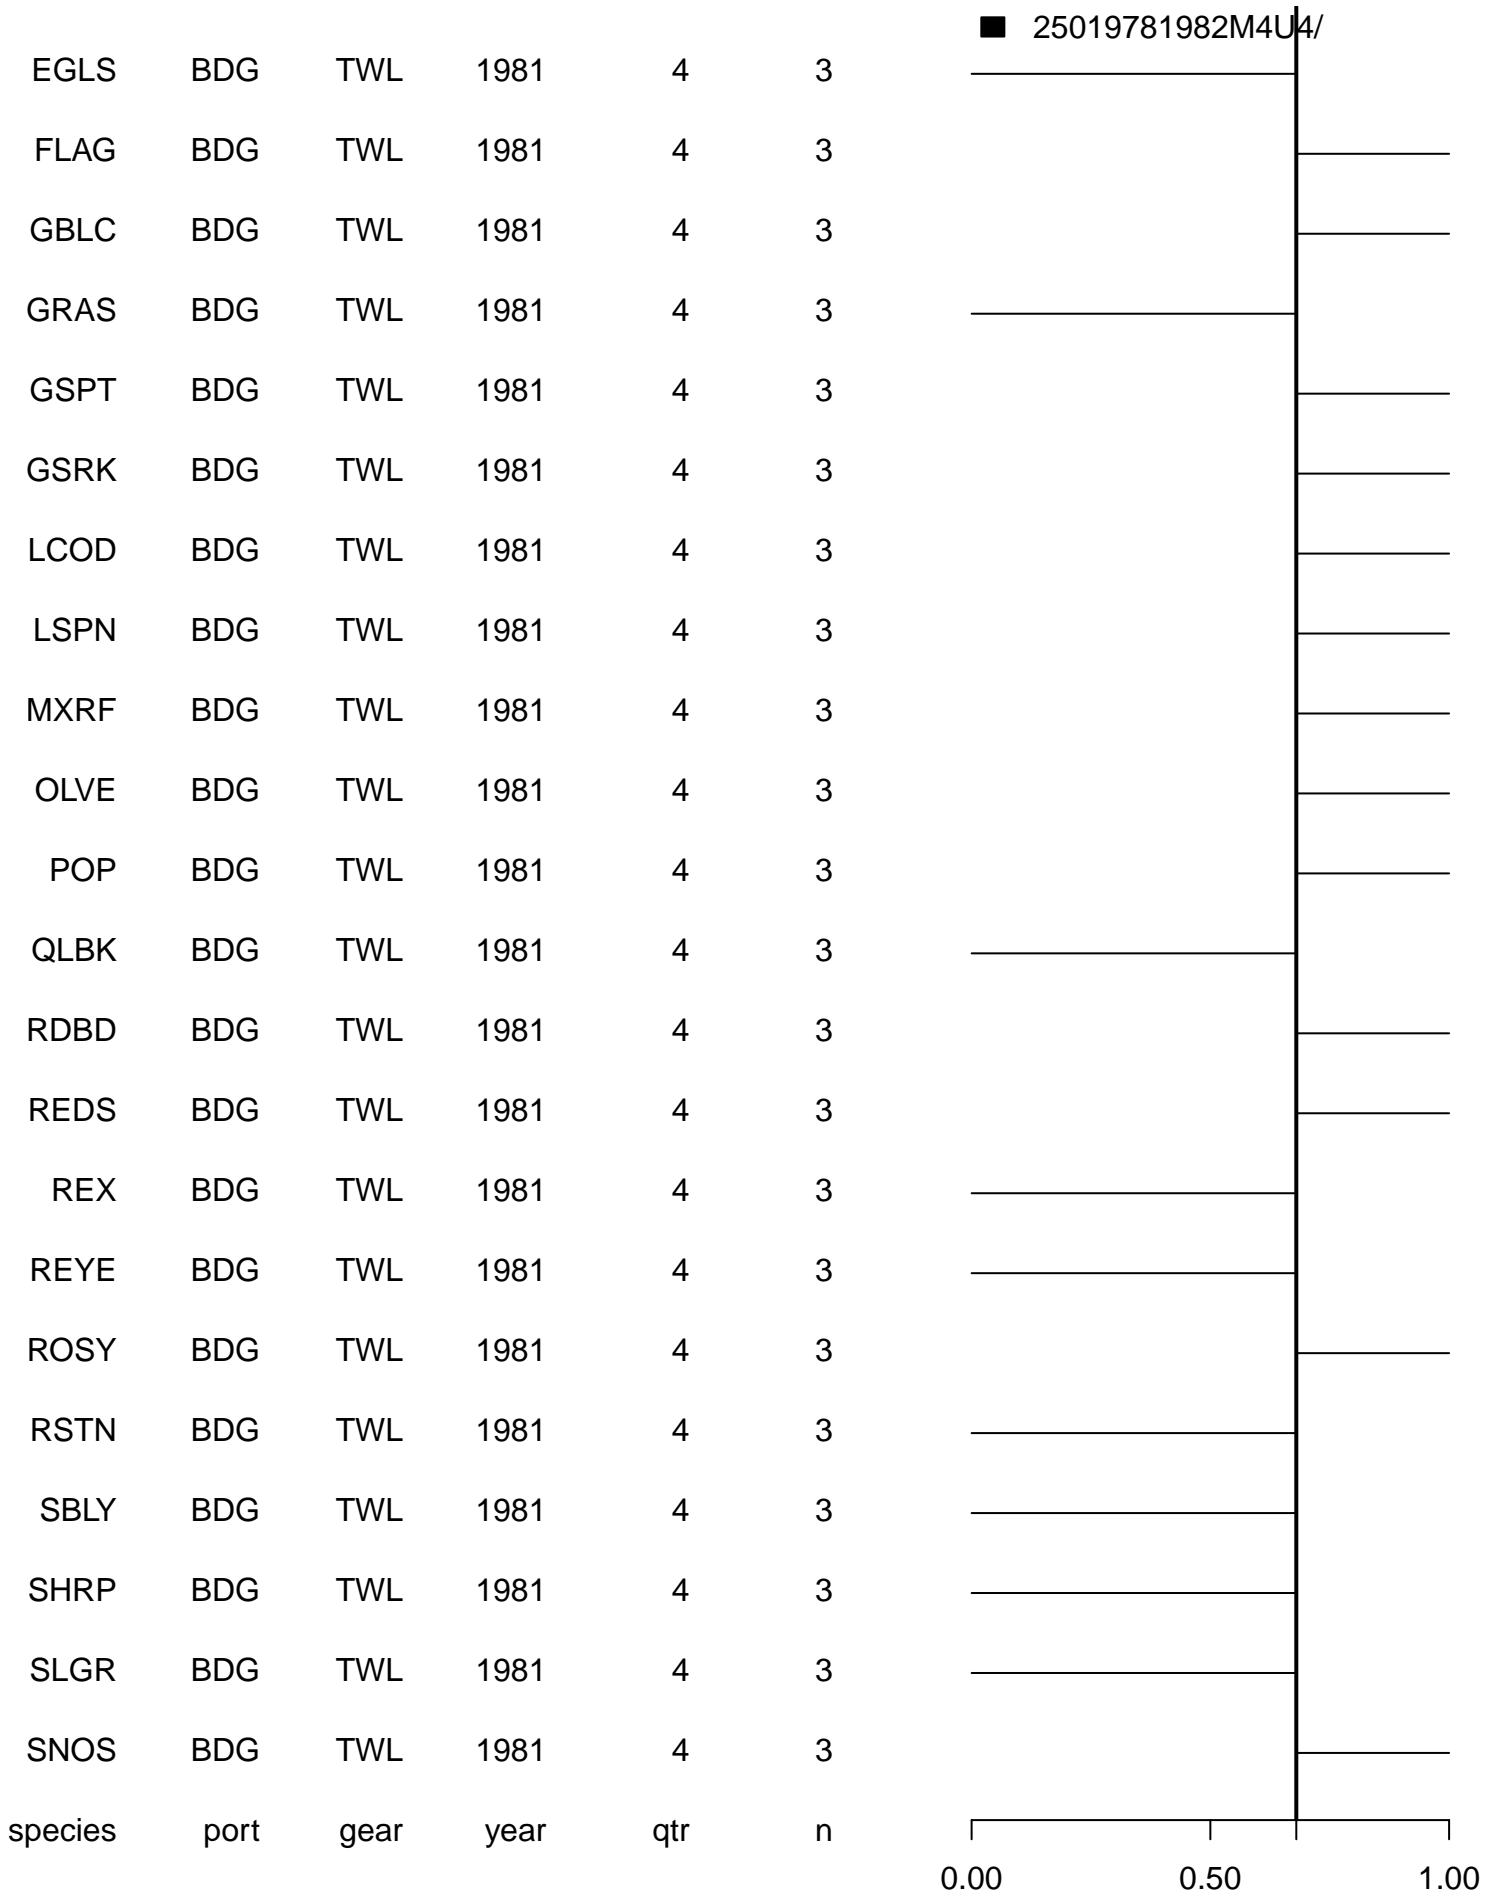 25019781982M4U4/
EGLS BDG TWL 1981 4 3
FLAG BDG TWL 1981 4 3
GBLC BDG TWL 1981 4 3
GRAS BDG TWL 1981 4 3
GSPT BDG TWL 1981 4 3
GSRK BDG TWL 1981 4 3
LCOD BDG TWL 1981 4 3
LSPN BDG TWL 1981 4 3
MXRF BDG TWL 1981 4 3
OLVE BDG TWL 1981 4 3
POP BDG TWL 1981 4 3
QLBK BDG TWL 1981 4 3
RDBD BDG TWL 1981 4 3
REDS BDG TWL 1981 4 3
REX BDG TWL 1981 4 3
REYE BDG TWL 1981 4 3
ROSY BDG TWL 1981 4 3
RSTN BDG TWL 1981 4 3
SBLY BDG TWL 1981 4 3
SHRP BDG TWL 1981 4 3
SLGR BDG TWL 1981 4 3
SNOS BDG TWL 1981 4 3
species port gear year qtr n
0.00 0.50 1.00